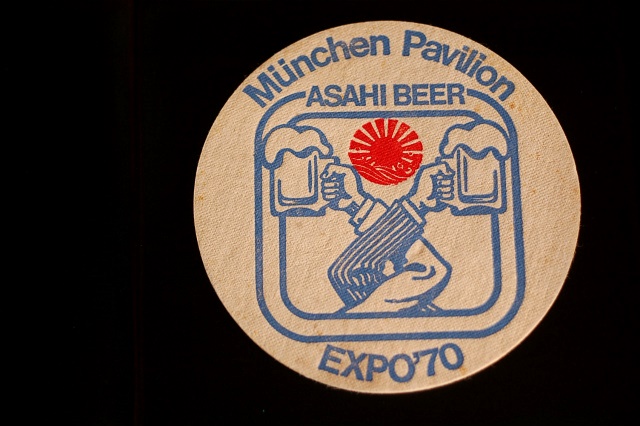 München Pavilion
ASAHI BEER
EXPO'70